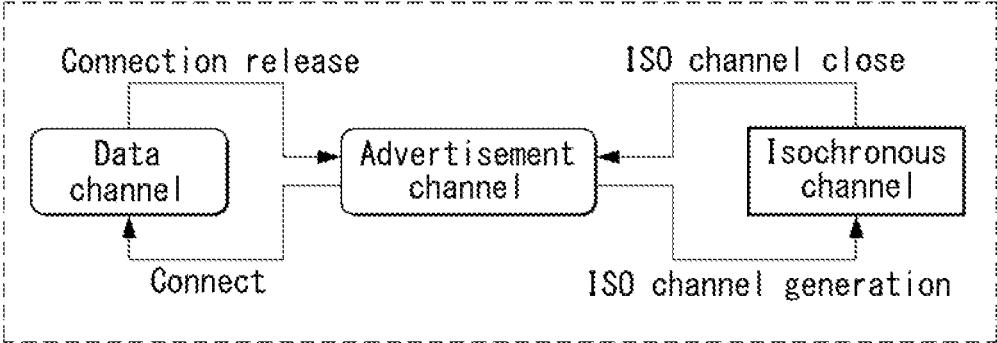 Connection release
ISO channel close
Data
channel
Advertisement
channel
Isochronous
channel
Connect
ISO channel generation